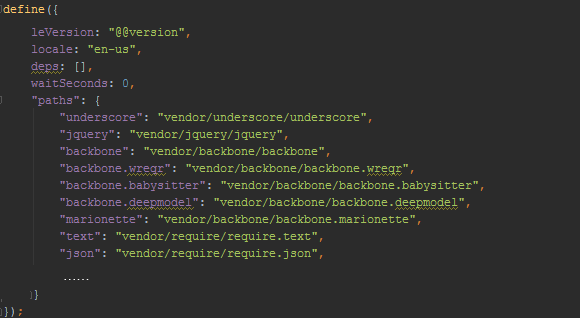 define({
leVersion: "@@version",
locale: "en-us",
deps: [],
waitSeconds: 0,
"paths": {
"underscore": "vendor/underscore/underscore",
"jquery": "vendor/jquery/jquery",
"backbone": "vendor/backbone/backbone",
"backbone.wreqr": "vendor/backbone/backbone.wreqr",
"backbone.babysitter": "vendor/backbone/backbone.babysitter",
"backbone.deepmodel": "vendor/backbone/backbone.deepmodel",
"marionette": "vendor/backbone/backbone.marionette",
"text": "vendor/require/require.text",
"json": "vendor/require/require.json",
......
}
});